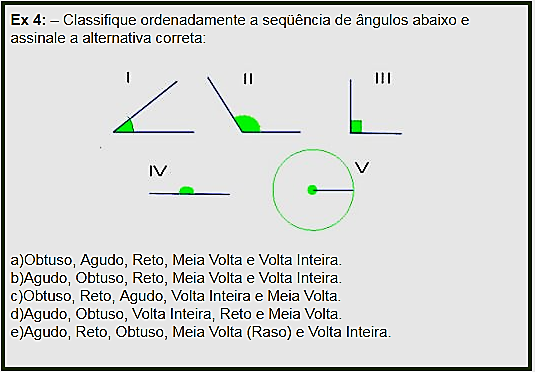 Ex 4: – Classifique ordenadamente a seqüência de ângulos abaixo e
assinale a alternativa correta:
I II III
IV V
a)Obtuso, Agudo, Reto, Meia Volta e Volta Inteira.
b)Agudo, Obtuso, Reto, Meia Volta e Volta Inteira.
c)Obtuso, Reto, Agudo, Volta Inteira e Meia Volta.
d)Agudo, Obtuso, Volta Inteira, Reto e Meia Volta.
e)Agudo, Reto, Obtuso, Meia Volta (Raso) e Volta Inteira.